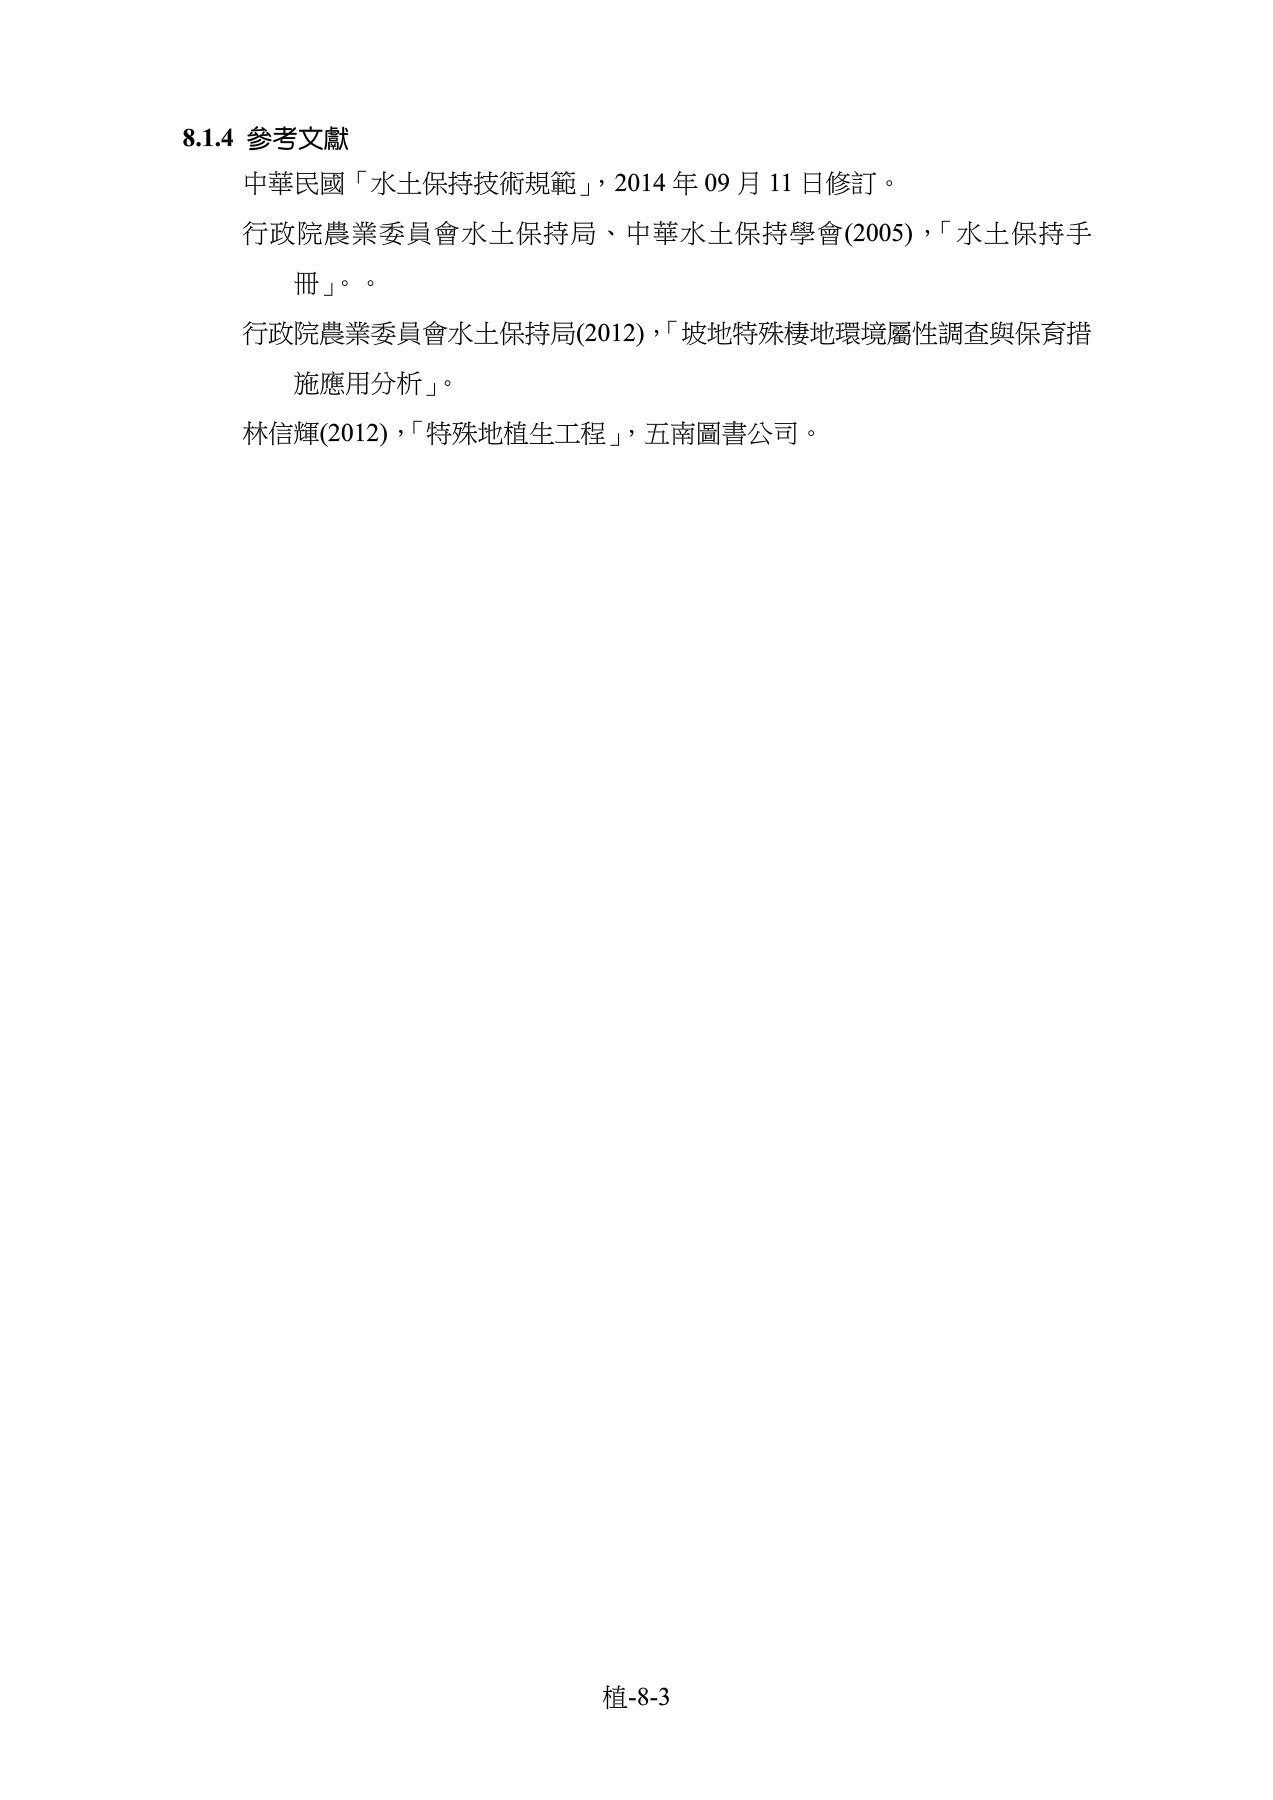 8.1.4 參考文獻
中華民國「水土保持技術規範」，2014 年 09 月 11 日修訂。
行政院農業委員會水土保持局、中華水土保持學會(2005)，「水土保持手
冊」。。
行政院農業委員會水土保持局(2012)，「坡地特殊棲地環境屬性調查與保育措
施應用分析」。
林信輝(2012)，「特殊地植生工程」，五南圖書公司。
植-8-3